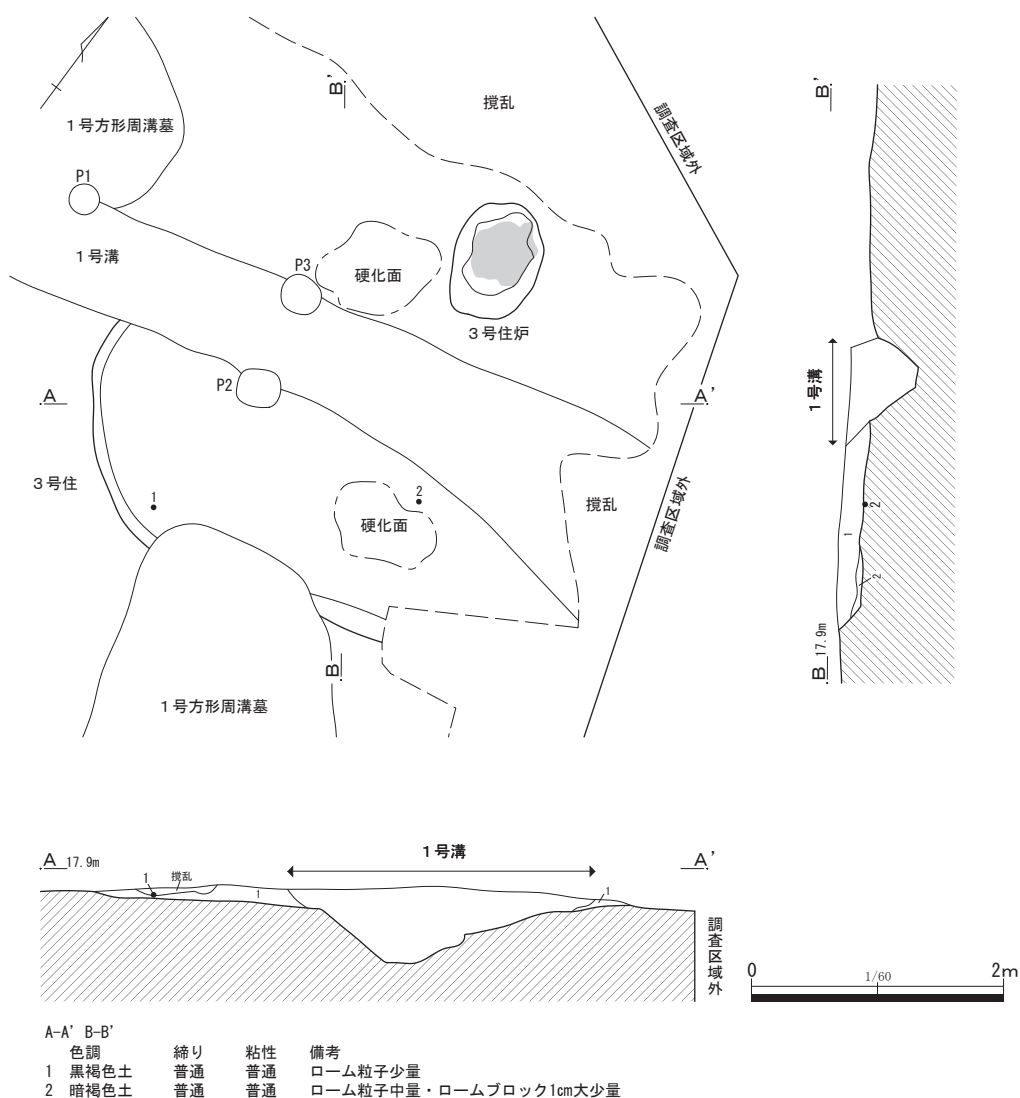 B'
撹乱
調査区域外
1号方形周溝墓
P1
1号溝
P3
硬化面
3号住炉
P2
A
A'
3号住
1
2
硬化面
撹乱
調査区域外
B
1号方形周溝墓
B'
1号溝
2
1
2
B 17.9m
A 17.9m
1号溝
A'
1
撹乱
1
1
調査区域外
0
1/60
2m
A-A' B-B'
色調 締り 粘性 備考
1 黒褐色土 普通 普通 ローム粒子少量
2 暗褐色土 普通 普通 ローム粒子中量・ロームブロック1cm大少量